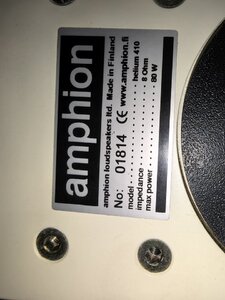 amphion
amphion loudspeakers ltd. Made in Finland
No: 01814 CE www.amphion.fi
model . . . . . . . . . . . . . . helium 410
impedance . . . . . . . . . . . . . . 8 Ohm
max power . . . . . . . . . . . . . . 80 W